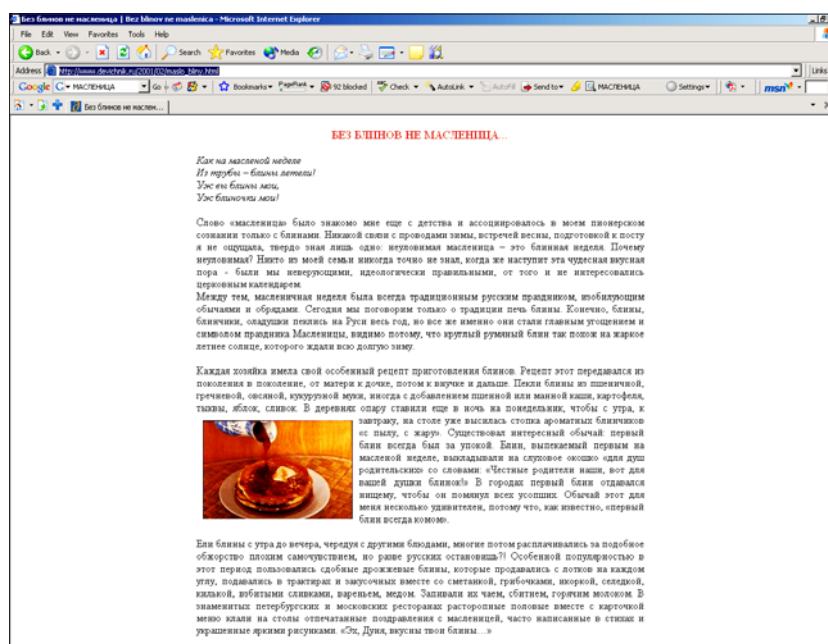 Без блинов не масленица | Bez blinov ne maslenica - Microsoft Internet Explorer
File Edit View Favorites Tools Help
Back Search Favorites Media
Address http://www.devichnik.ru/2001/02/maslo_bliny.html Links
Google МАСЛЕНИЦА Go Bookmarks PageRank 92 blocked Check AutoLink AutoFill Send to МАСЛЕНИЦА Settings msn
Без блинов не маслен...
БЕЗ БЛИНОВ НЕ МАСЛЕНИЦА...
Как на масленой неделе
Из трубы – блины летели!
Уж вы блины мои,
Уж блиночки мои!
Слово «масленица» было знакомо мне еще с детства и ассоциировалось в моем пионерском
сознании только с блинами. Никакой связи с проводами зимы, встречей весны, подготовкой к посту
я не ощущала, твердо зная лишь одно: неуловимая масленица – это блинная неделя. Почему
неуловимая? Никто из моей семьи никогда точно не знал, когда же наступит эта чудесная вкусная
пора - были мы неверующими, идеологически правильными, от того и не интересовались
церковным календарем.
Между тем, масленичная неделя была всегда традиционным русским праздником, изобилующим
обычаями и обрядами. Сегодня мы поговорим только о традиции печь блины. Конечно, блины,
блинчики, оладушки пеклись на Руси весь год, но все же именно они стали главным угощением и
символом праздника Масленицы, видимо потому, что круглый румяный блин так похож на жаркое
летнее солнце, которого ждали всю долгую зиму.
Каждая хозяйка имела свой особенный рецепт приготовления блинов. Рецепт этот передавался из
поколения в поколение, от матери к дочке, потом к внучке и дальше. Пекли блины из пшеничной,
гречневой, овсяной, кукурузной муки, иногда с добавлением пшенной или манной каши, картофеля,
тыквы, яблок, сливок. В деревнях опару ставили еще в ночь на понедельник, чтобы с утра, к
завтраку, на столе уже высилась стопка ароматных блинчиков
«с пылу, с жару». Существовал интересный обычай: первый
блин всегда был за упокой. Блин, выпекаемый первым на
масленой неделе, выкладывали на слуховое окошко «для душ
родительских» со словами: «Честные родители наши, вот для
вашей душки блинок!» В городах первый блин отдавался
нищему, чтобы он помянул всех усопших. Обычай этот для
меня несколько удивителен, потому что, как известно, «первый
блин всегда комом».
Ели блины с утра до вечера, чередуя с другими блюдами, многие потом расплачивались за подобное
обжорство плохим самочувствием, но разве русских остановишь?! Особенной популярностью в
этот период пользовались сдобные дрожжевые блины, которые продавались с лотков на каждом
углу, подавались в трактирах и закусочных вместе со сметанкой, грибочками, икоркой, селедкой,
килькой, взбитыми сливками, вареньем, медом. Запивали их чаем, сбитнем, горячим молоком. В
знаменитых петербургских и московских ресторанах расторопные половые вместе с карточкой
меню клали на столы отпечатанные поздравления с масленицей, часто написанные в стихах и
украшенные яркими рисунками. «Эх, Дуня, вкусны твои блины...»